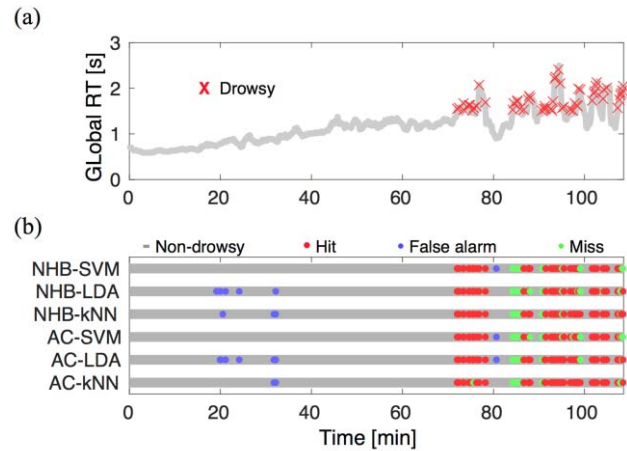 (a)
3
2
1
0
GLobal RT [s]
X Drowsy
0 20 40 60 80 100
(b)
Non-drowsy Hit False alarm Miss
NHB-SVM
NHB-LDA
NHB-kNN
AC-SVM
AC-LDA
AC-kNN
0 20 40 60 80 100
Time [min]